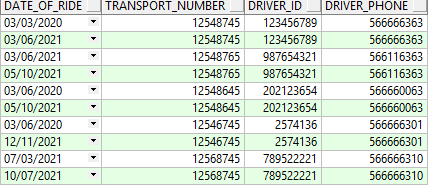 DATE_OF_RIDE TRANSPORT_NUMBER DRIVER_ID DRIVER_PHONE
03/03/2020 12548745 123456789 566666363
03/06/2021 12548745 123456789 566666363
03/06/2021 12548765 987654321 566116363
05/10/2021 12548765 987654321 566116363
03/06/2020 12548645 202123654 566660063
05/10/2021 12548645 202123654 566660063
03/06/2020 12546745 2574136 566666301
12/11/2021 12546745 2574136 566666301
07/03/2021 12568745 789522221 566666310
10/07/2021 12568745 789522221 566666310